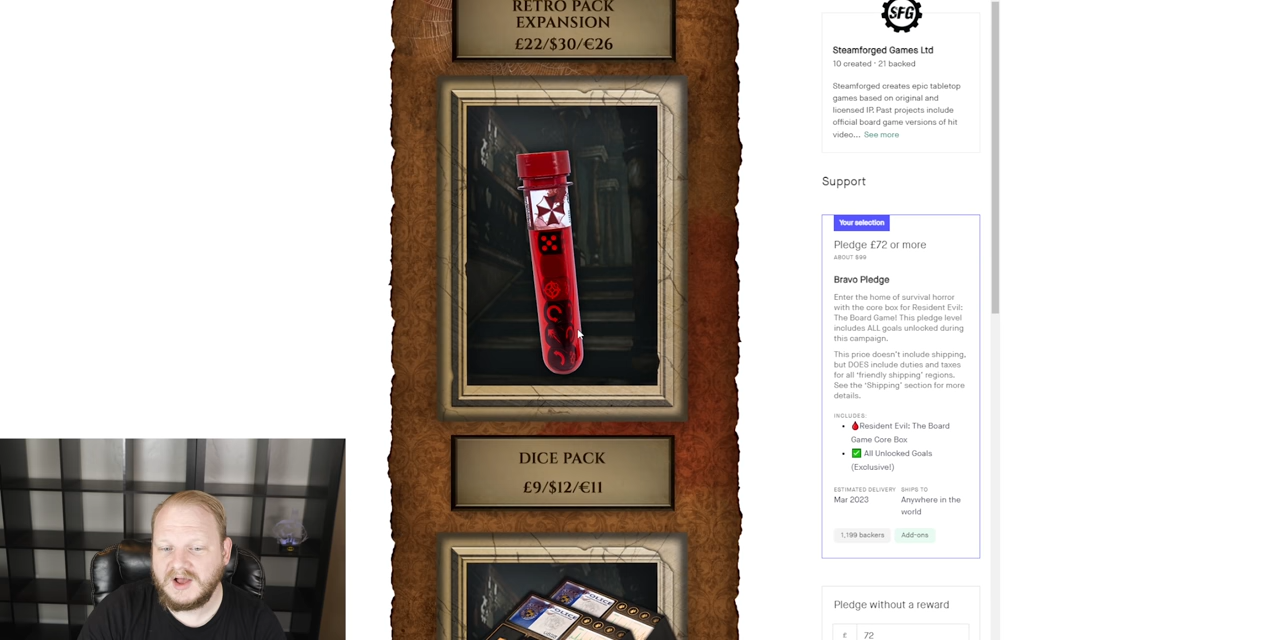 RETRO PACK
EXPANSION
£22/$30/€26
DICE PACK
£9/$12/€11
POLICE
POLICE
SFG
Steamforged Games Ltd
10 created · 21 backed
Steamforged creates epic tabletop
games based on original and
licensed IP. Past projects include
official board game versions of hit
video... See more
Support
Your selection
Pledge £72 or more
ABOUT $99
Bravo Pledge
Enter the home of survival horror
with the core box for Resident Evil:
The Board Game! This pledge level
includes ALL goals unlocked during
this campaign.
This price doesn't include shipping,
but DOES include duties and taxes
for all 'friendly shipping' regions.
See the 'Shipping' section for more
details.
INCLUDES:
🩸Resident Evil: The Board
Game Core Box
✅ All Unlocked Goals
(Exclusive!)
ESTIMATED DELIVERY
Mar 2023
SHIPS TO
Anywhere in the
world
1,199 backers
Add-ons
Pledge without a reward
£ 72